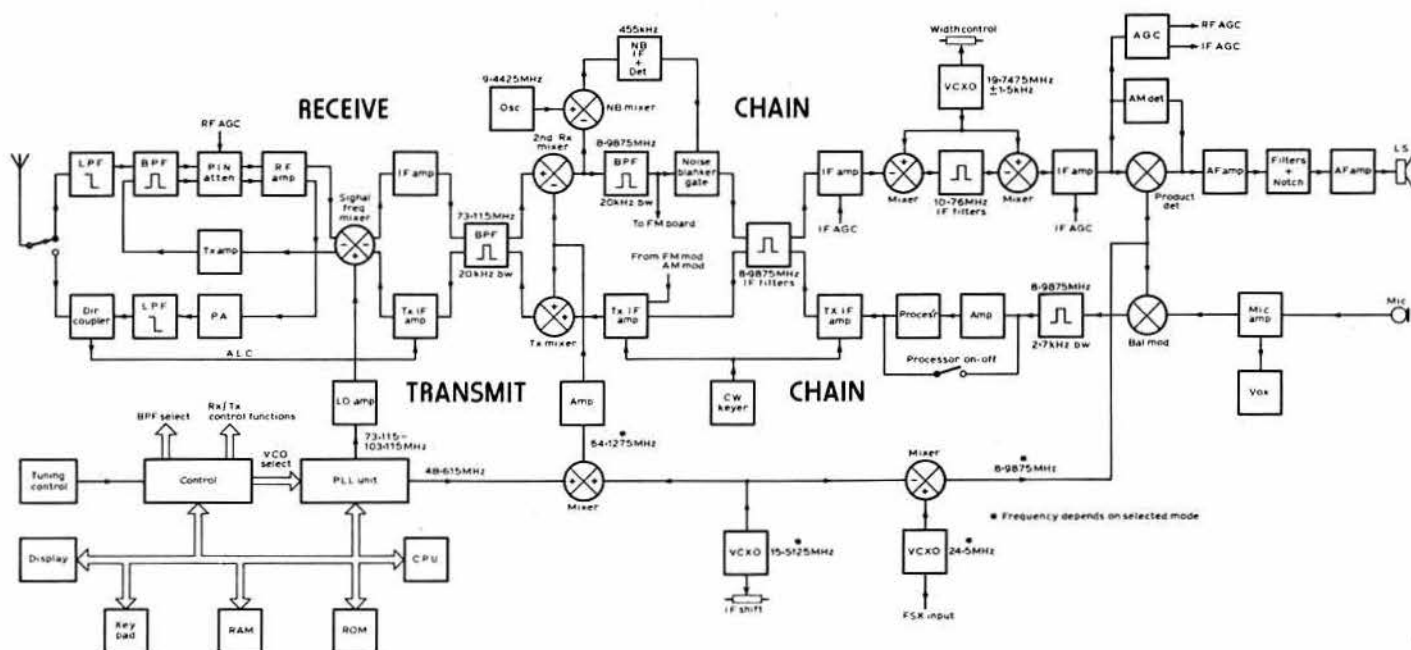 RECEIVE
CHAIN
455kHz
NB
IF
+
Det
9·4425MHz
Osc
NB mixer
Width control
VCXO
19·7475MHz
±1·5kHz
AGC
RF AGC
IF AGC
AM det
RF AGC
LPF
BPF
PIN
atten
RF
amp
Signal
freq
mixer
IF amp
73·115MHz
BPF
20kHz bw
2nd Rx
mixer
8·9875MHz
BPF
20kHz bw
Noise
blanker
gate
To FM board
IF amp
IF AGC
Mixer
10·76MHz
IF filters
Mixer
IF amp
IF AGC
Product
det
AF amp
Filters
+
Notch
AF amp
LS
Tx amp
From FM mod
AM mod
8·9875MHz
IF filters
Dir
coupler
LPF
PA
Tx IF
amp
Tx mixer
Tx IF
amp
TX IF
amp
Procesr
Amp
8·9875MHz
2·7kHz bw
Bal mod
Mic
amp
Mic
ALC
Processor on-off
TRANSMIT
CHAIN
LO amp
Amp
CW
keyer
Vox
BPF select
Rx/Tx
control functions
73·115–
103·115MHz
64·1275MHz
*
VCO
select
Tuning
control
Control
PLL unit
48·615MHz
Mixer
Mixer
*
8·9875MHz
* Frequency depends on selected mode
Display
CPU
VCXO
*
15·5125MHz
VCXO
*
24·5MHz
Key
pad
RAM
ROM
IF shift
FSK input